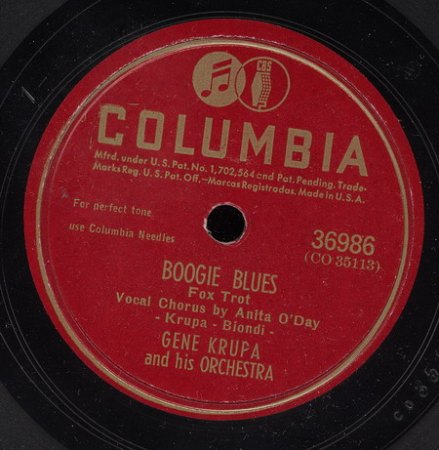 CBS
COLUMBIA
Mfrd. under U.S. Pat. No. 1,702,564 and Pat. Pending. Trade-
Marks Reg. U.S. Pat. Off.—Marcas Registradas. Made in U.S.A.
For perfect tone
use Columbia Needles
36986
(CO 35113)
BOOGIE BLUES
Fox Trot
Vocal Chorus by Anita O'Day
- Krupa - Biondi -
GENE KRUPA
and his ORCHESTRA